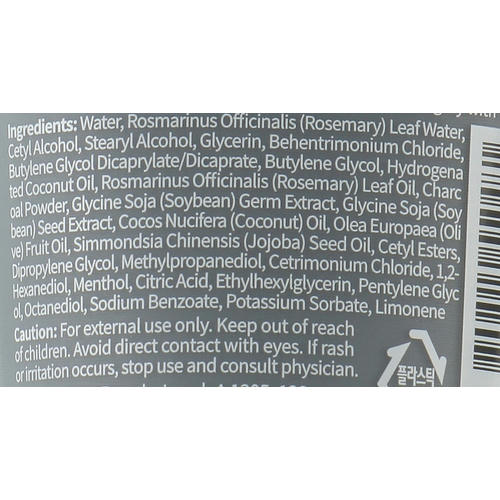 Ingredients: Water, Rosmarinus Officinalis (Rosemary) Leaf Water,
Cetyl Alcohol, Stearyl Alcohol, Glycerin, Behentrimonium Chloride,
Butylene Glycol Dicaprylate/Dicaprate, Butylene Glycol, Hydrogena
ted Coconut Oil, Rosmarinus Officinalis (Rosemary) Leaf Oil, Charc
oal Powder, Glycine Soja (Soybean) Germ Extract, Glycine Soja (Soy
bean) Seed Extract, Cocos Nucifera (Coconut) Oil, Olea Europaea (Oli
ve) Fruit Oil, Simmondsia Chinensis (Jojoba) Seed Oil, Cetyl Esters,
Dipropylene Glycol, Methylpropanediol, Cetrimonium Chloride, 1,2-
Hexanediol, Menthol, Citric Acid, Ethylhexylglycerin, Pentylene Glyc
ol, Octanediol, Sodium Benzoate, Potassium Sorbate, Limonene
Caution: For external use only. Keep out of reach
of children. Avoid direct contact with eyes. If rash
or irritation occurs, stop use and consult physician.
플라스틱